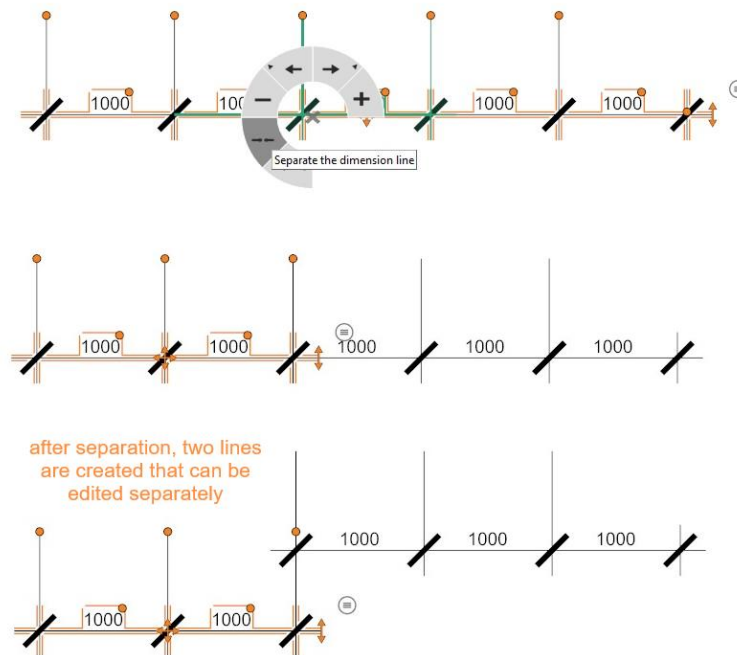 1000 1000 1000
Separate the dimension line
1000 1000 1000 1000 1000
after separation, two lines
are created that can be
edited separately
1000 1000 1000
1000 1000